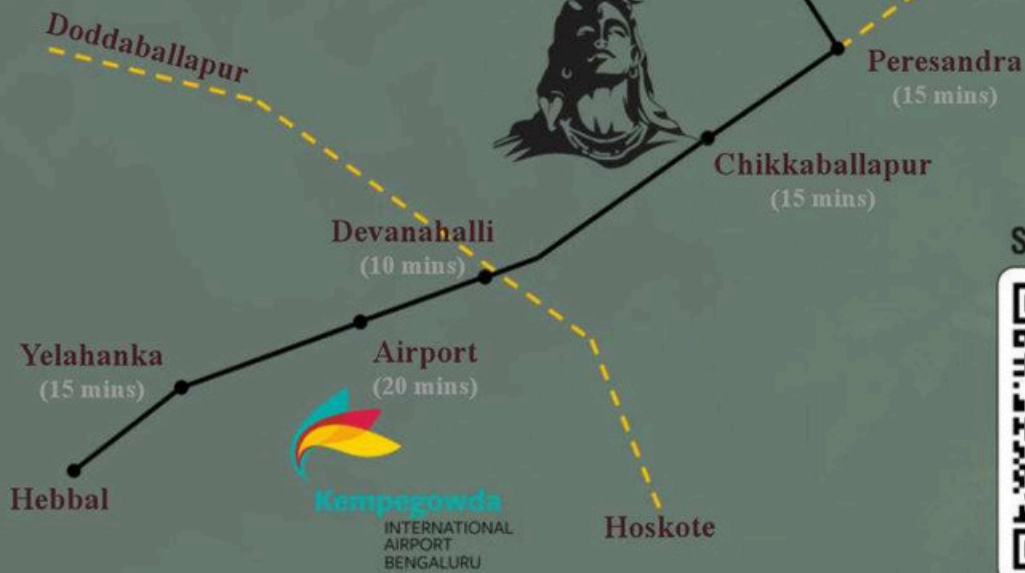 Doddaballapur
Peresandra
(15 mins)
Chikkaballapur
(15 mins)
Devanahalli
(10 mins)
Yelahanka
(15 mins)
Airport
(20 mins)
Hebbal
Kempegowda
INTERNATIONAL
AIRPORT
BENGALURU
Hoskote
S